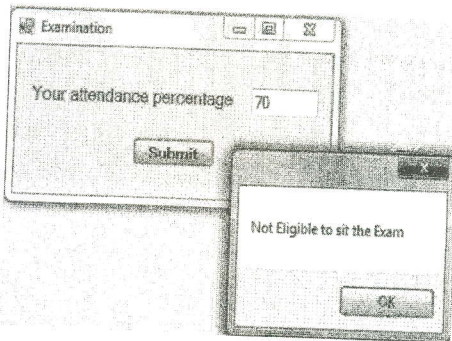 Examination
Your attendance percentage 70
Submit
X
Not Eligible to sit the Exam
OK